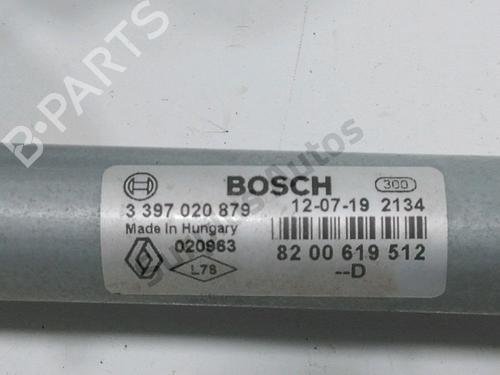 BOSCH 300
3 397 020 879 12-07-19 2134
Made in Hungary
020963 82 00 619 512
L78 --D
B-PARTS